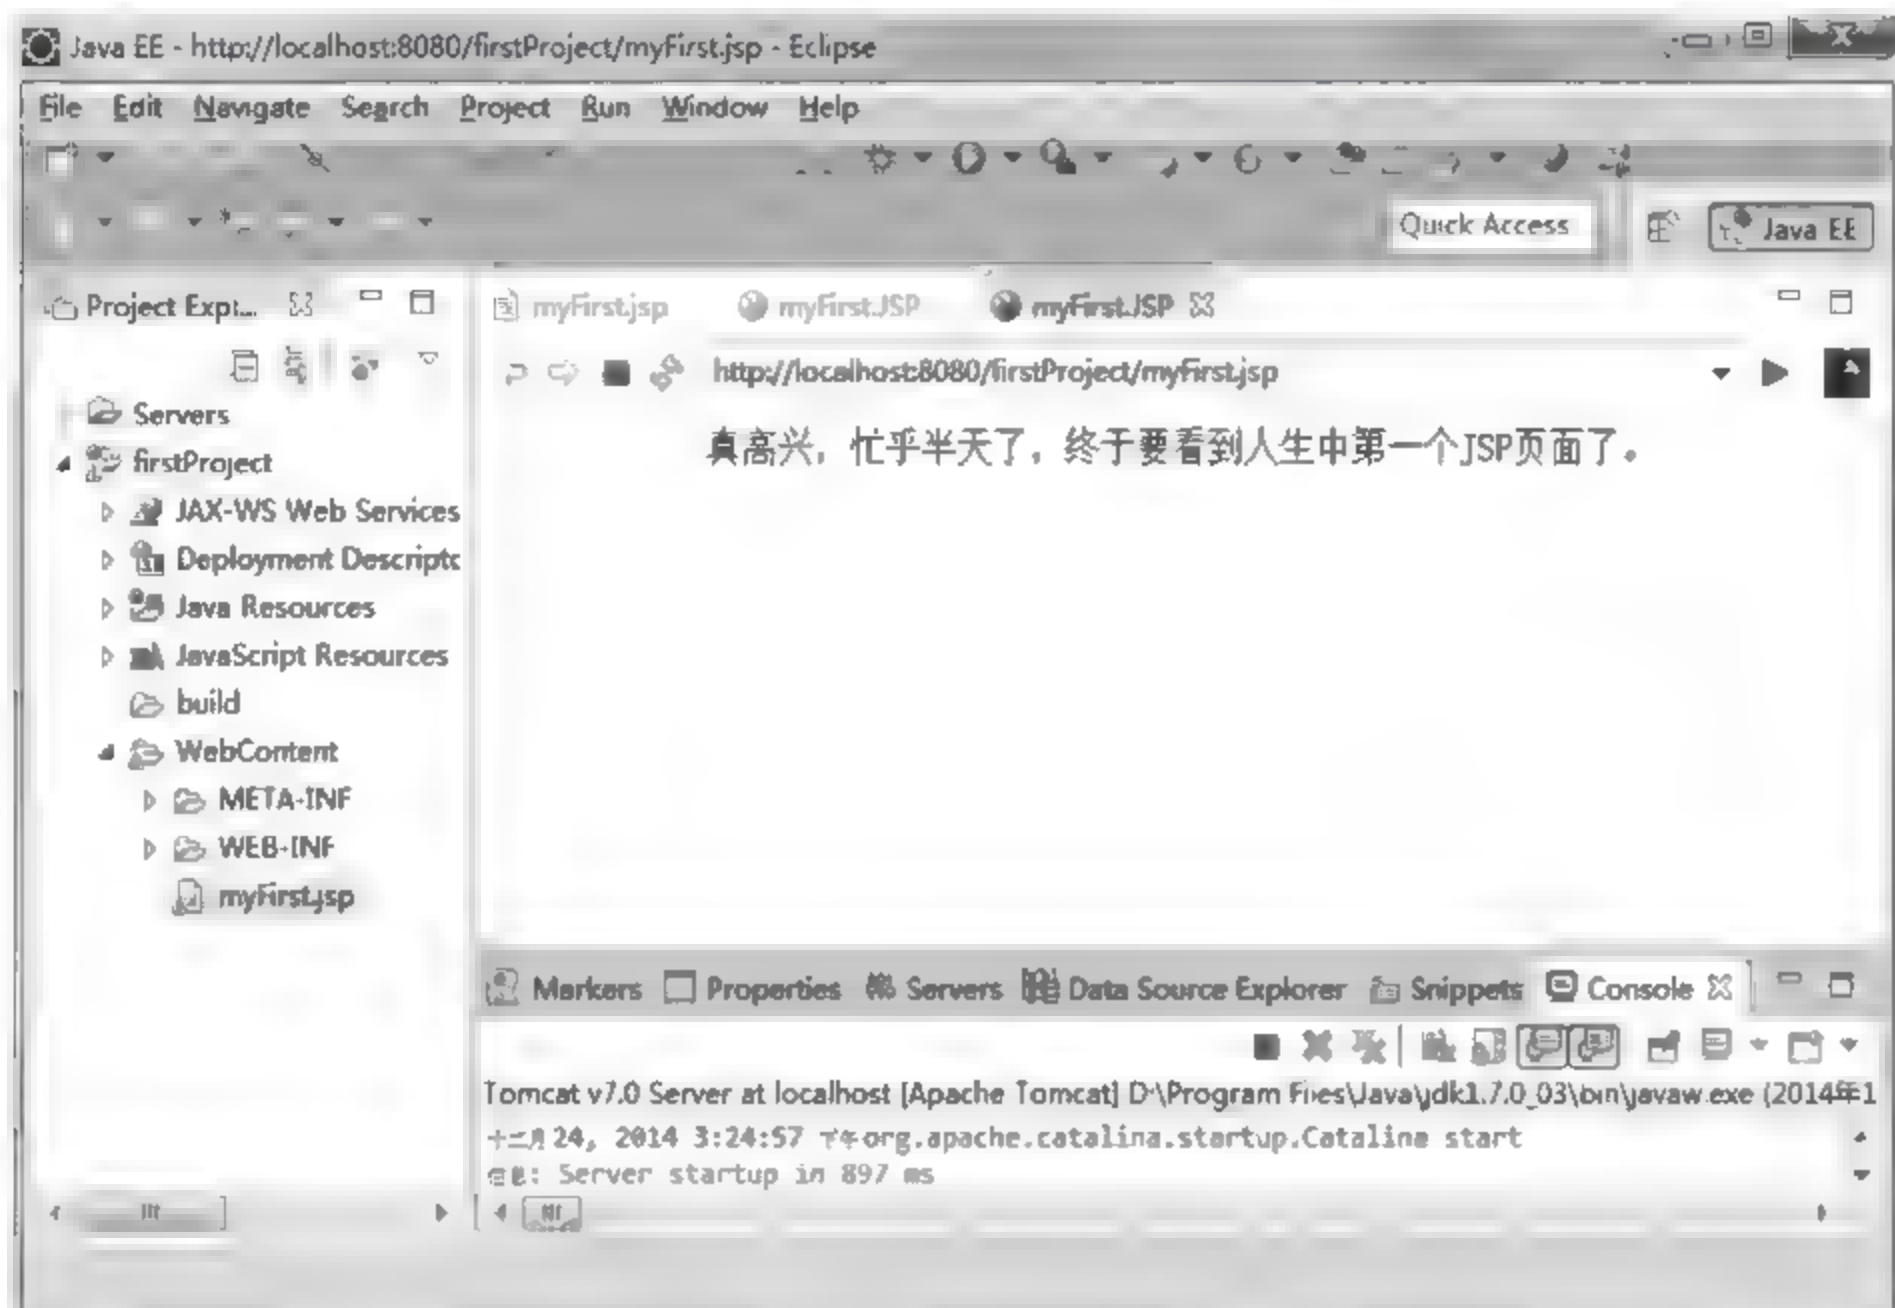 Java EE - http://localhost:8080/firstProject/myFirst.jsp - Eclipse
File Edit Navigate Search Project Run Window Help
Quick Access Java EE
Project Expl...
myFirst.jsp myFirst.JSP myFirst.JSP
http://localhost:8080/firstProject/myFirst.jsp
真高兴，忙乎半天了，终于要看到人生中第一个JSP页面了。
Servers
firstProject
JAX-WS Web Services
Deployment Descripto
Java Resources
JavaScript Resources
build
WebContent
META-INF
WEB-INF
myFirst.jsp
Markers Properties Servers Data Source Explorer Snippets Console
Tomcat v7.0 Server at localhost [Apache Tomcat] D:\Program Files\Java\jdk1.7.0_03\bin\javaw.exe (2014年1
十二月 24, 2014 3:24:57 下午 org.apache.catalina.startup.Catalina start
信息: Server startup in 897 ms